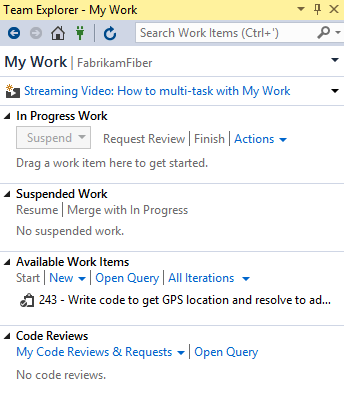 Team Explorer - My Work
Search Work Items (Ctrl+')
My Work | FabrikamFiber
Streaming Video: How to multi-task with My Work
In Progress Work
Suspend | Request Review | Finish | Actions
Drag a work item here to get started.
Suspended Work
Resume | Merge with In Progress
No suspended work.
Available Work Items
Start | New | Open Query | All Iterations
243 - Write code to get GPS location and resolve to ad...
Code Reviews
My Code Reviews & Requests | Open Query
No code reviews.